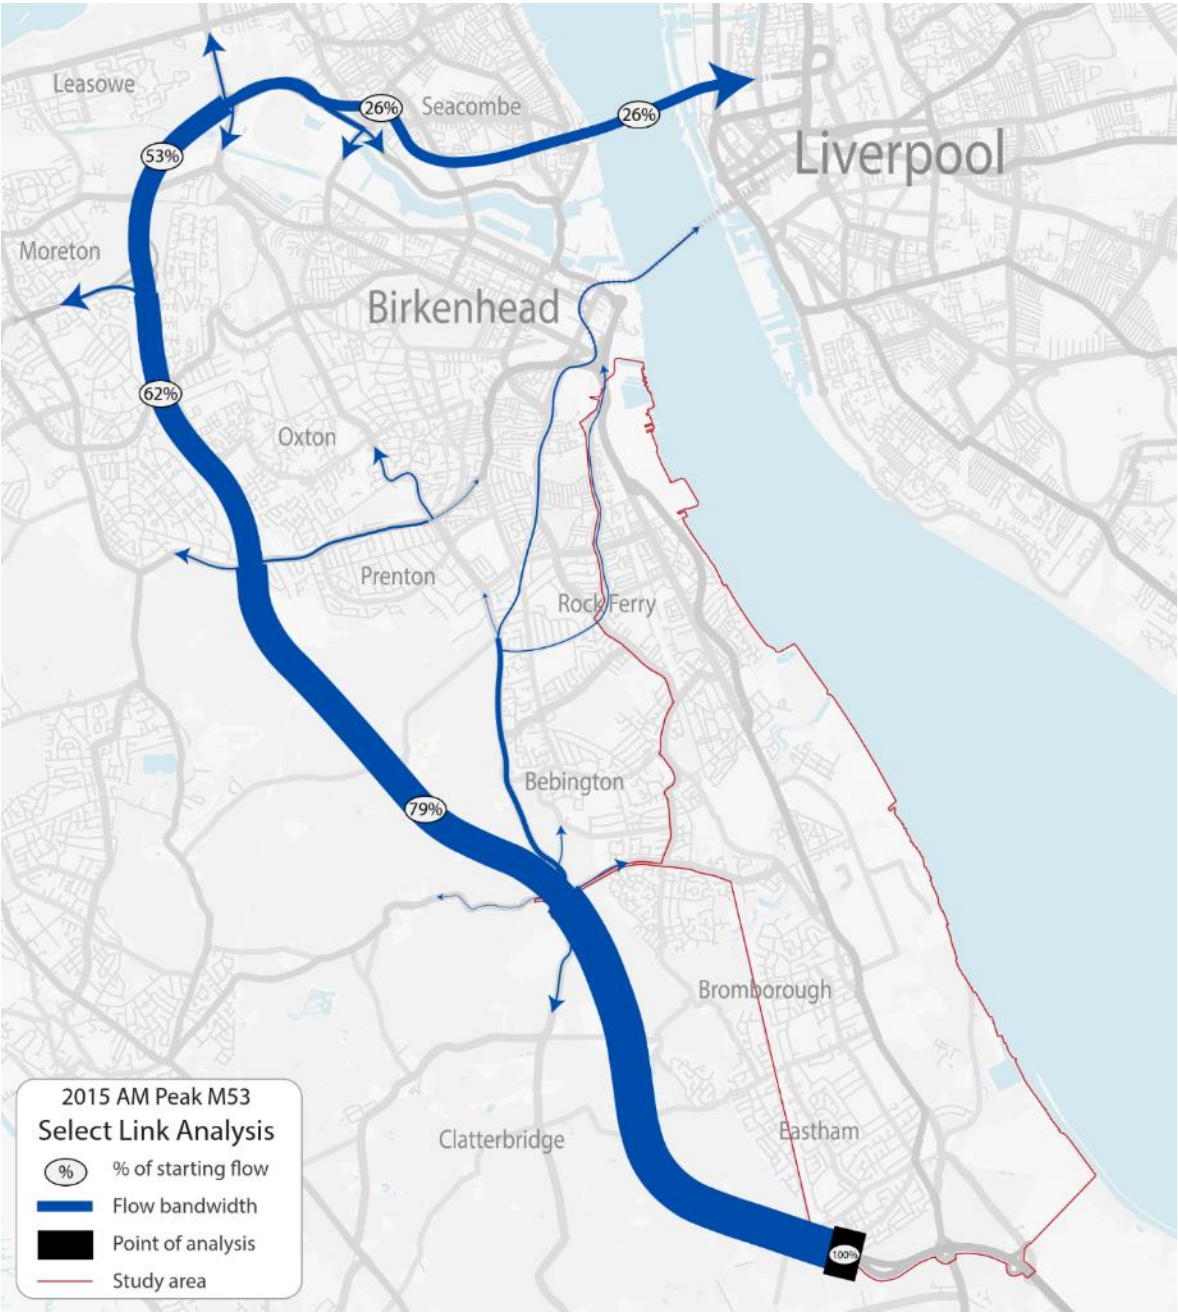 Leasowe
26%
Seacombe
26%
53%
Liverpool
Moreton
Birkenhead
62%
Oxton
Prenton
Rock Ferry
Bebington
79%
Bromborough
Clatterbridge
Eastham
100%
2015 AM Peak M53
Select Link Analysis
% % of starting flow
Flow bandwidth
Point of analysis
Study area